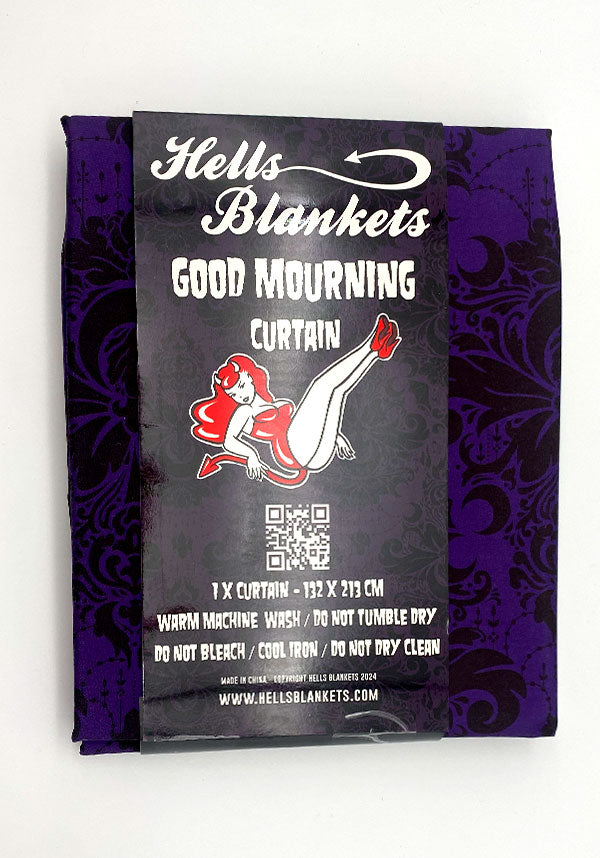 Hells
Blankets
GOOD MOURNING
CURTAIN
1 X CURTAIN - 132 X 213 CM
WARM MACHINE WASH / DO NOT TUMBLE DRY
DO NOT BLEACH / COOL IRON / DO NOT DRY CLEAN
MADE IN CHINA - COPYRIGHT HELLS BLANKETS 2024
WWW.HELLSBLANKETS.COM